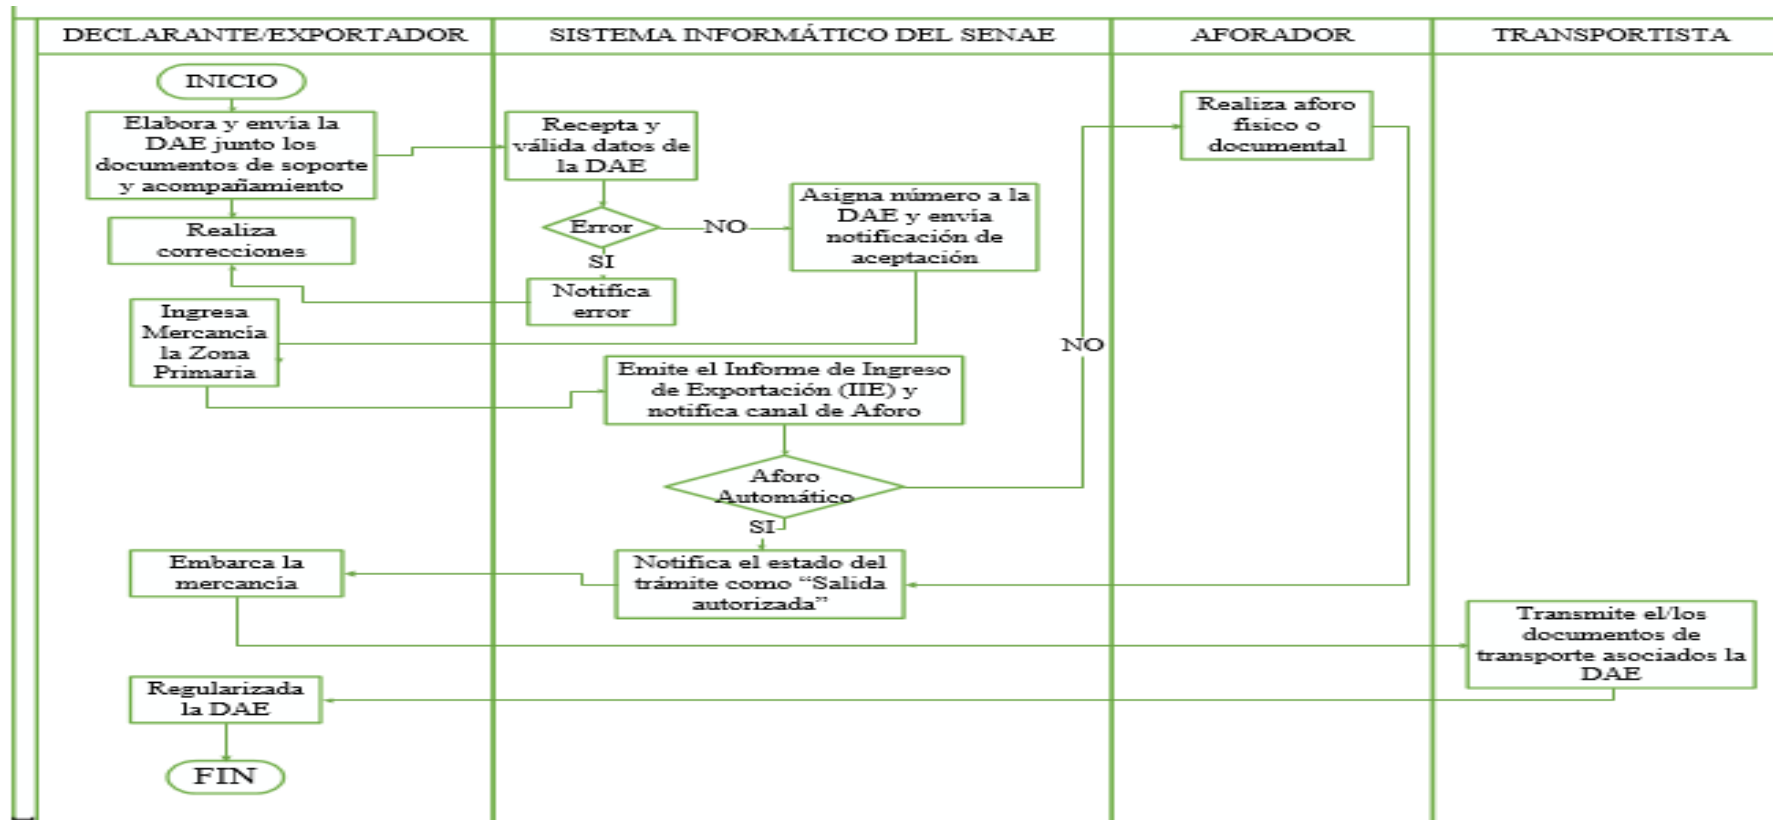 DECLARANTE/EXPORTADOR
SISTEMA INFORMÁTICO DEL SENAE
AFORADOR
TRANSPORTISTA
INICIO
Elabora y envía la
DAE junto los
documentos de soporte
y acompañamiento
Recepta y
válida datos de
la DAE
Realiza aforo
físico o
documental
Realiza
correcciones
Error
NO
Asigna número a la
DAE y envía
notificación de
aceptación
SI
Notifica
error
Ingresa
Mercancía
la Zona
Primaria
NO
Emite el Informe de Ingreso
de Exportación (IIE) y
notifica canal de Aforo
Aforo
Automático
SI
Embarca la
mercancía
Notifica el estado del
trámite como “Salida
autorizada”
Transmite el/los
documentos de
transporte asociados la
DAE
Regularizada
la DAE
FIN